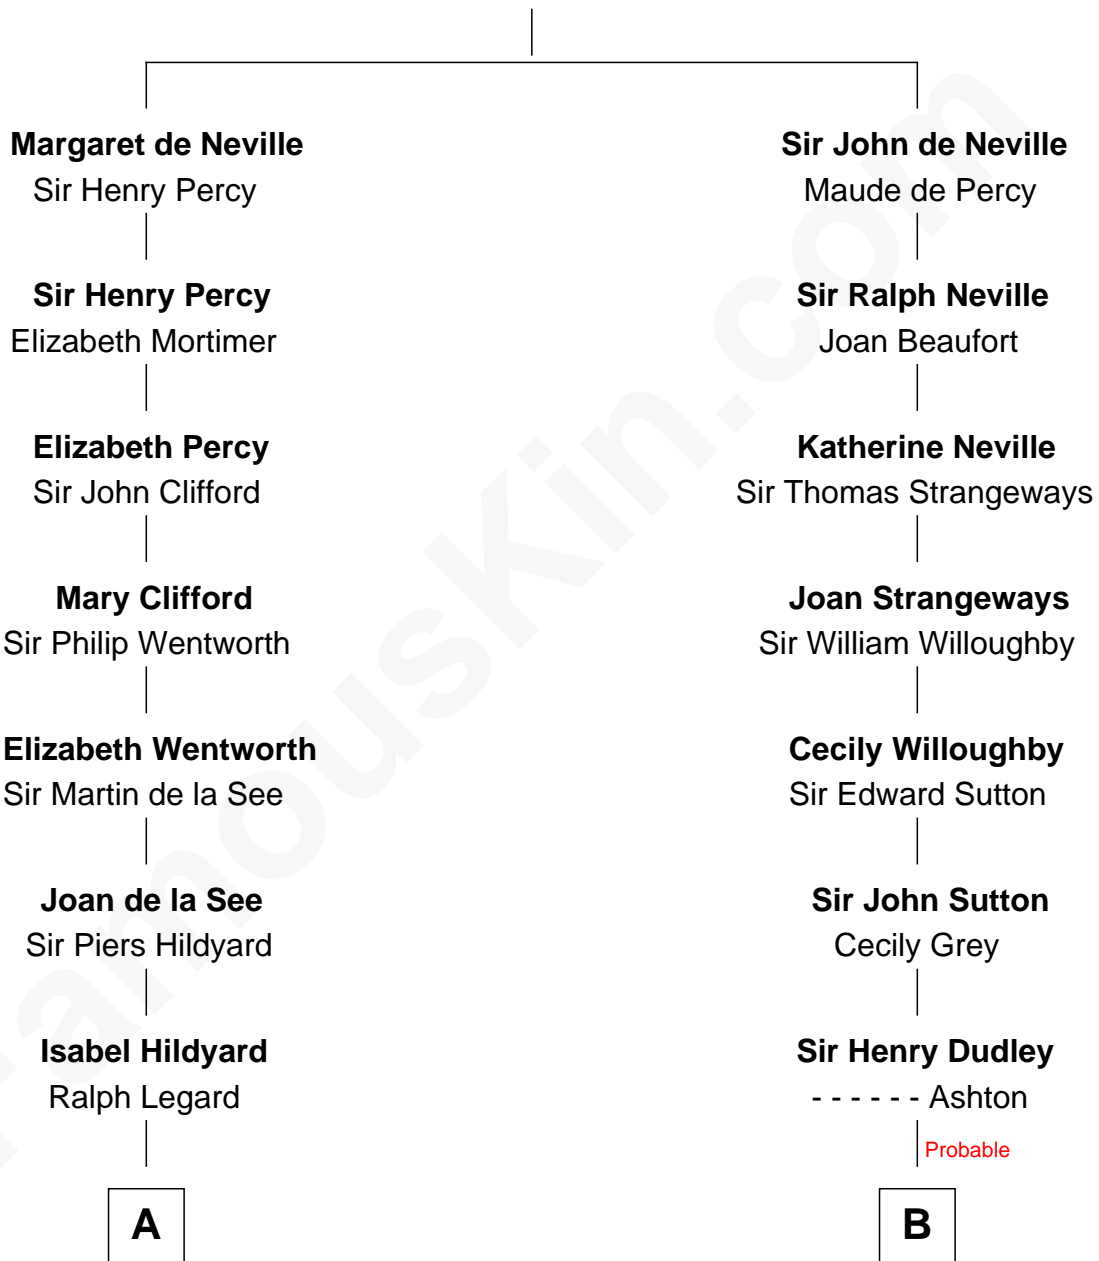 Margaret de Neville
Sir Henry Percy
Sir Henry Percy
Elizabeth Mortimer
Elizabeth Percy
Sir John Clifford
Mary Clifford
Sir Philip Wentworth
Elizabeth Wentworth
Sir Martin de la See
Joan de la See
Sir Piers Hildyard
Isabel Hildyard
Ralph Legard
A
Sir John de Neville
Maude de Percy
Sir Ralph Neville
Joan Beaufort
Katherine Neville
Sir Thomas Strangeways
Joan Strangeways
Sir William Willoughby
Cecily Willoughby
Sir Edward Sutton
Sir John Sutton
Cecily Grey
Sir Henry Dudley
- - - - - - Ashton
Probable
B
FamousKin.com